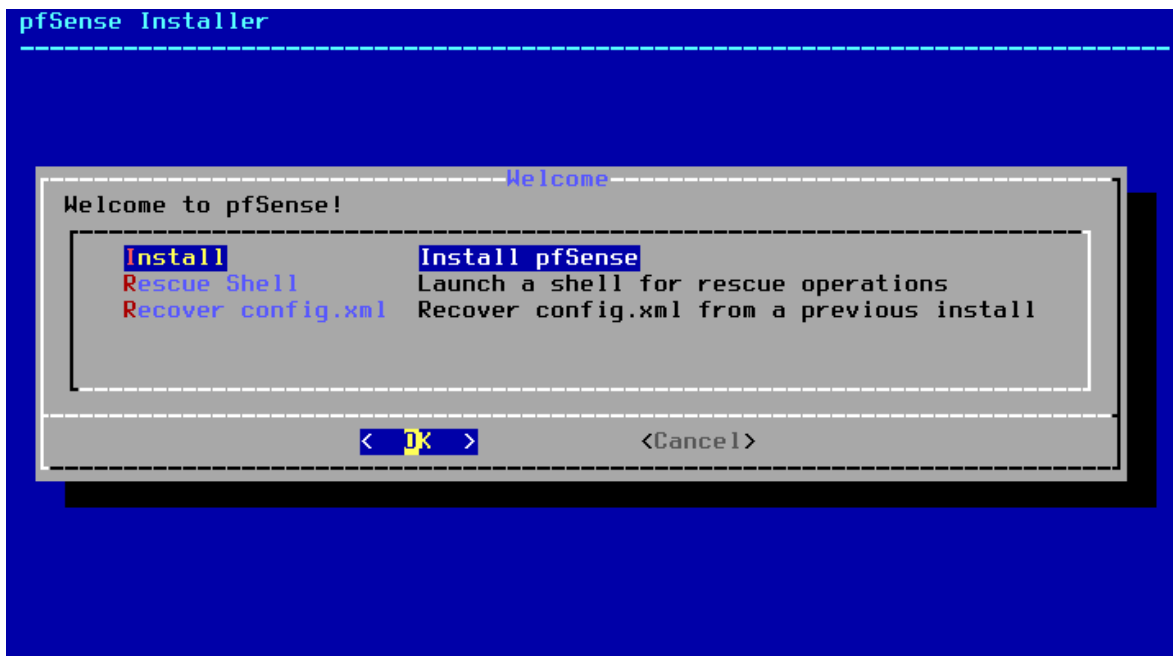 pfSense Installer
Welcome
Welcome to pfSense!
Install Install pfSense
Rescue Shell Launch a shell for rescue operations
Recover config.xml Recover config.xml from a previous install
< OK > <Cancel>